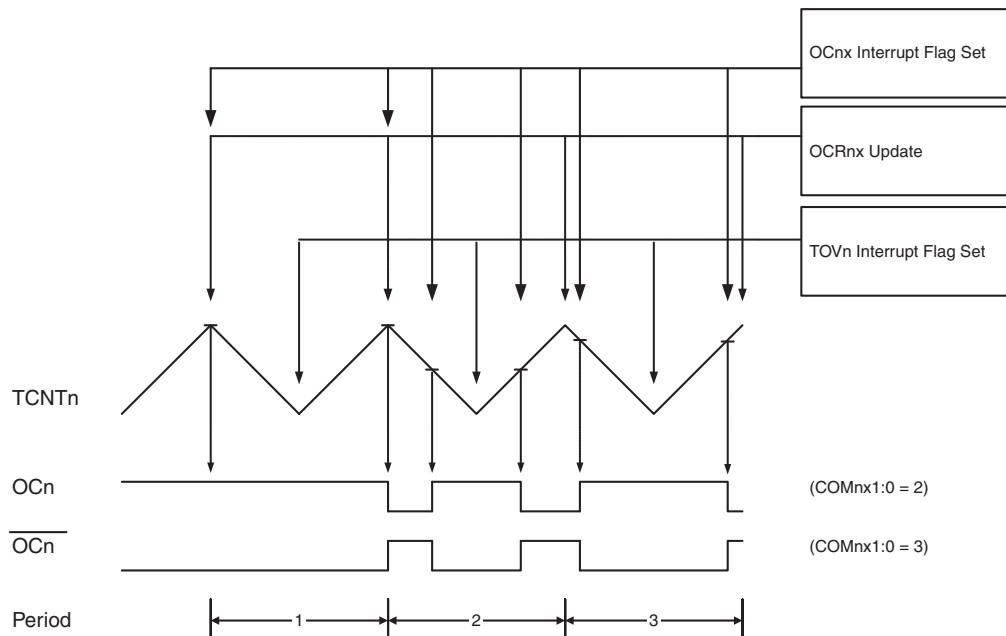 OCnx Interrupt Flag Set
OCRnx Update
TOVn Interrupt Flag Set
TCNTn
OCn (COMnx1:0 = 2)
OCn (COMnx1:0 = 3)
Period 1 2 3